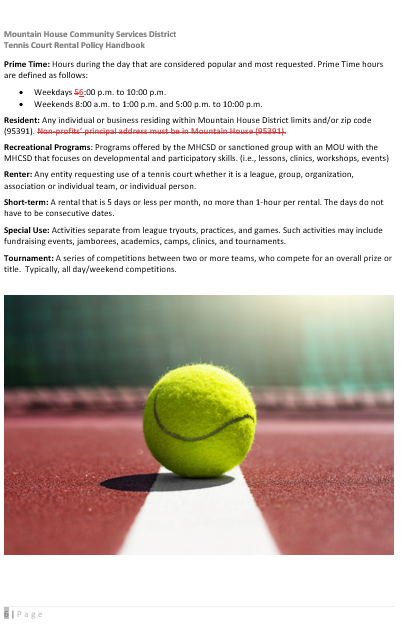 Mountain House Community Services District
Tennis Court Rental Policy Handbook
Prime Time: Hours during the day that are considered popular and most requested. Prime Time hours
are defined as follows:
• Weekdays 56:00 p.m. to 10:00 p.m.
• Weekends 8:00 a.m. to 1:00 p.m. and 5:00 p.m. to 10:00 p.m.
Resident: Any individual or business residing within Mountain House District limits and/or zip code
(95391). Non-profits' principal address must be in Mountain House (95391).
Recreational Programs: Programs offered by the MHCSD or sanctioned group with an MOU with the
MHCSD that focuses on developmental and participatory skills. (i.e., lessons, clinics, workshops, events)
Renter: Any entity requesting use of a tennis court whether it is a league, group, organization,
association or individual team, or individual person.
Short-term: A rental that is 5 days or less per month, no more than 1-hour per rental. The days do not
have to be consecutive dates.
Special Use: Activities separate from league tryouts, practices, and games. Such activities may include
fundraising events, jamborees, academics, camps, clinics, and tournaments.
Tournament: A series of competitions between two or more teams, who compete for an overall prize or
title. Typically, all day/weekend competitions.
6 | Page